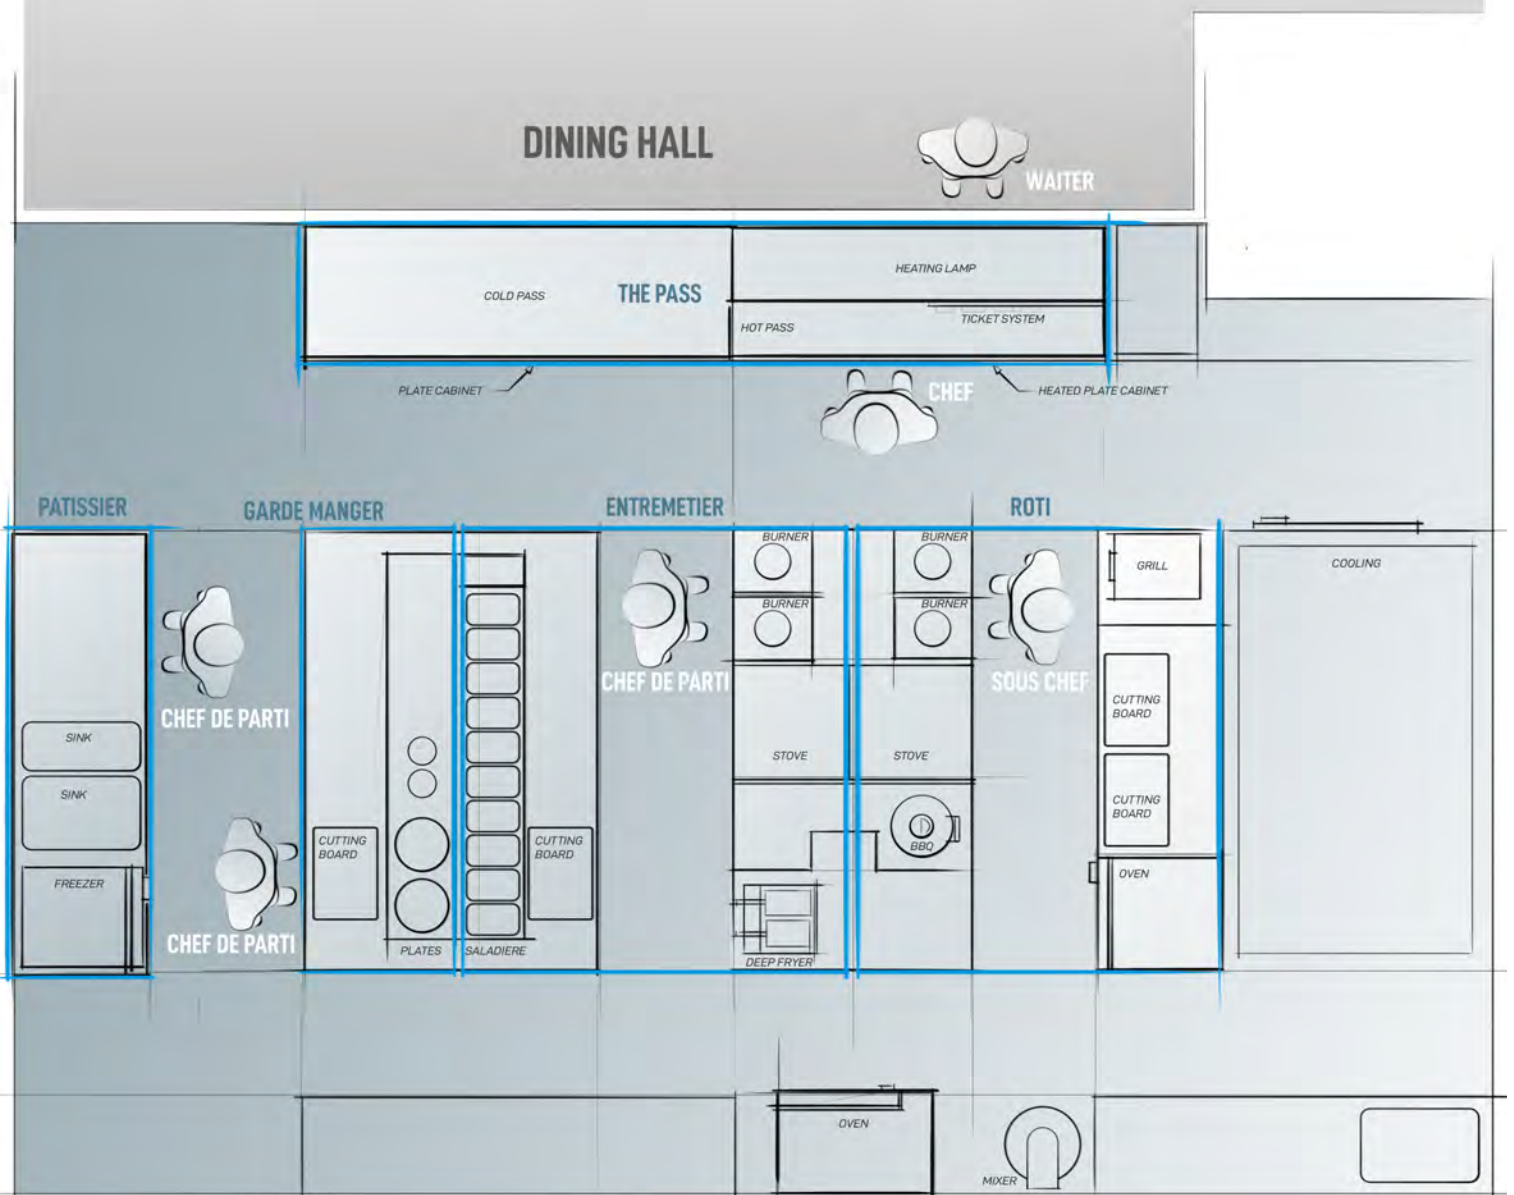 DINING HALL
WAITER
HEATING LAMP
COLD PASS
THE PASS
TICKET SYSTEM
HOT PASS
PLATE CABINET
CHEF
HEATED PLATE CABINET
PATISSIER
GARDE MANGER
ENTREMETIER
ROTI
BURNER
BURNER
GRILL
COOLING
BURNER
BURNER
CHEF DE PARTI
SOUS CHEF
CUTTING
BOARD
CHEF DE PARTI
SINK
STOVE
STOVE
SINK
CUTTING
BOARD
CUTTING
BOARD
CUTTING
BOARD
BBQ
FREEZER
OVEN
CHEF DE PARTI
PLATES
SALADIERE
DEEP FRYER
OVEN
MIXER